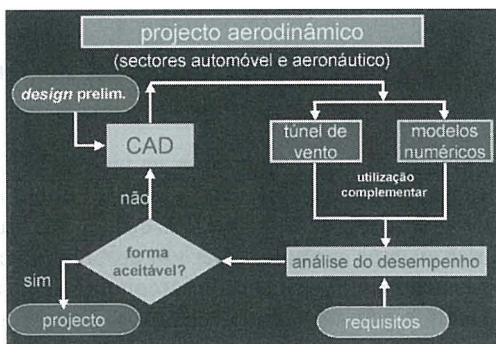 projecto aerodinâmico
(sectores automóvel e aeronáutico)
design prelim.
CAD
túnel de
vento
modelos
numéricos
utilização
complementar
não
forma
aceitável?
análise do desempenho
sim
projecto
requisitos